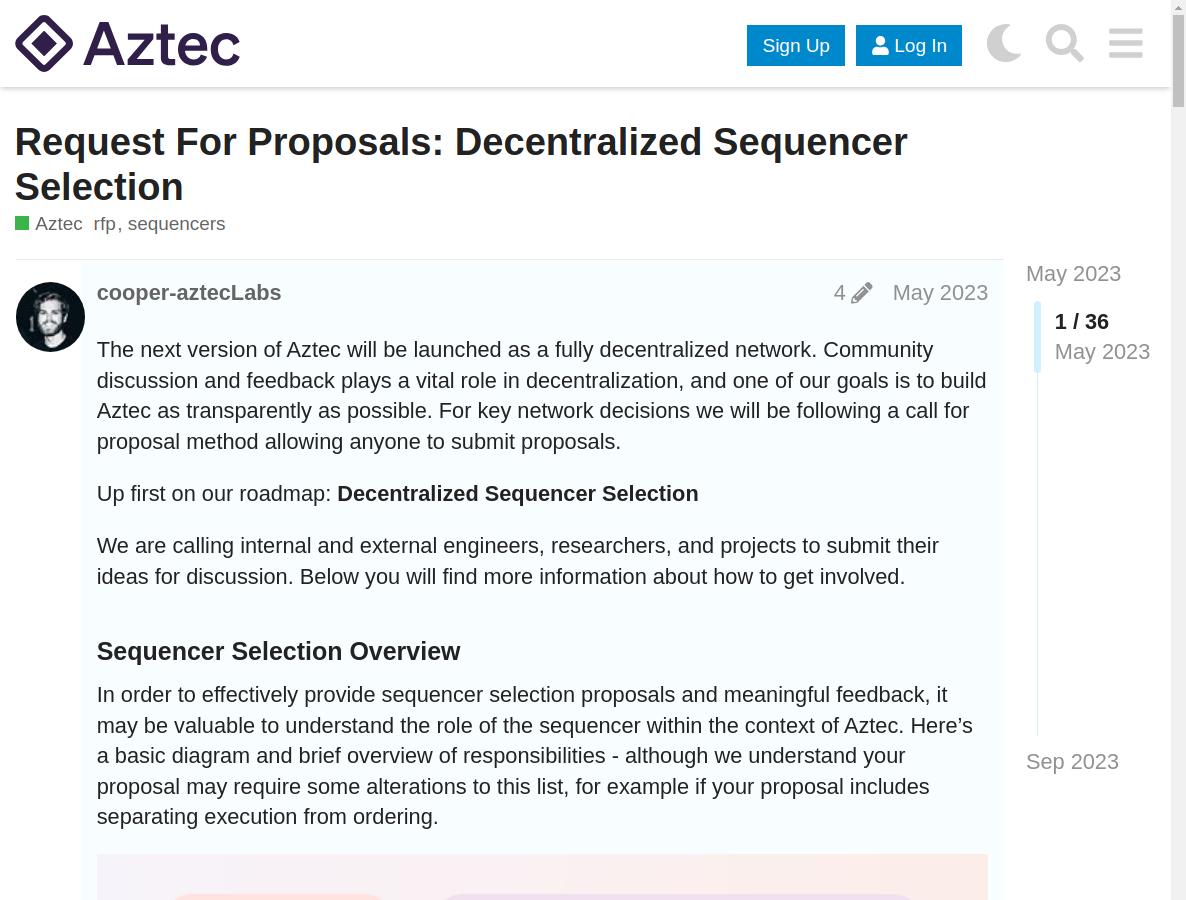 Aztec
Sign Up
Log In
Request For Proposals: Decentralized Sequencer
Selection
Aztec rfp, sequencers
cooper-aztecLabs
4
May 2023
The next version of Aztec will be launched as a fully decentralized network. Community
discussion and feedback plays a vital role in decentralization, and one of our goals is to build
Aztec as transparently as possible. For key network decisions we will be following a call for
proposal method allowing anyone to submit proposals.
Up first on our roadmap: Decentralized Sequencer Selection
We are calling internal and external engineers, researchers, and projects to submit their
ideas for discussion. Below you will find more information about how to get involved.
Sequencer Selection Overview
In order to effectively provide sequencer selection proposals and meaningful feedback, it
may be valuable to understand the role of the sequencer within the context of Aztec. Here’s
a basic diagram and brief overview of responsibilities - although we understand your
proposal may require some alterations to this list, for example if your proposal includes
separating execution from ordering.
May 2023
1 / 36
May 2023
Sep 2023